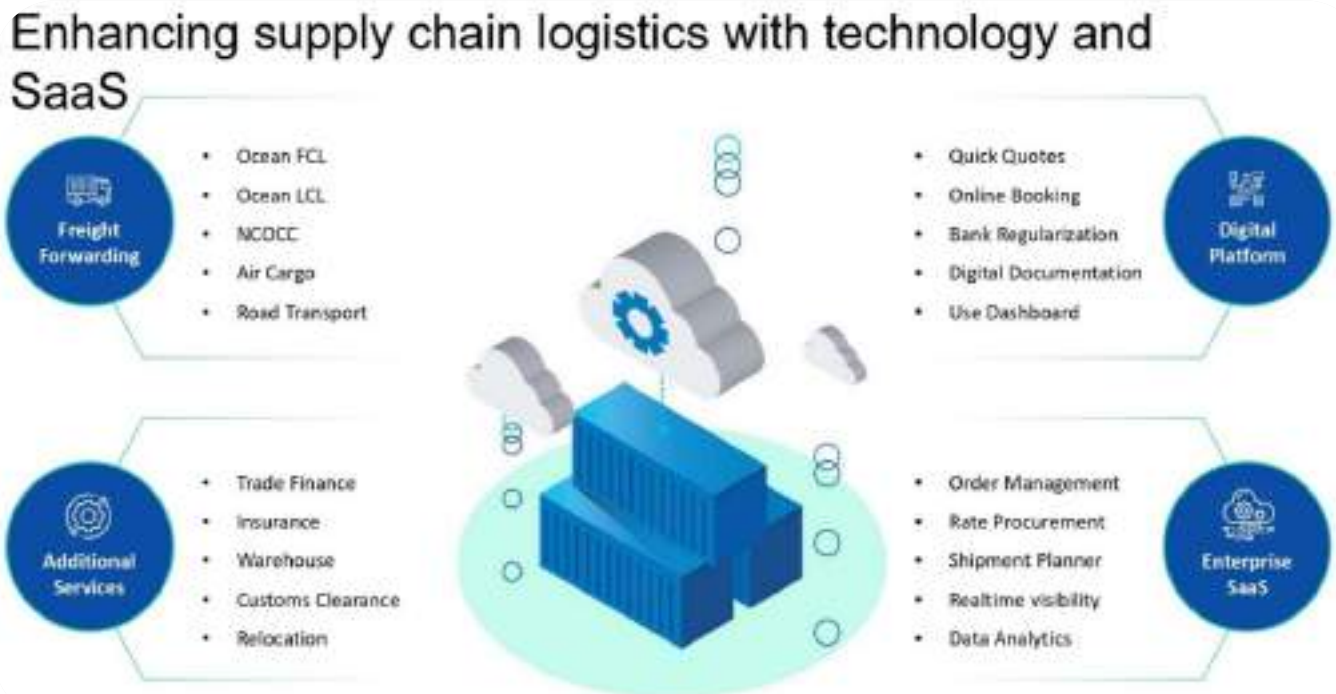 Enhancing supply chain logistics with technology and
SaaS
Freight
Forwarding
• Ocean FCL
• Ocean LCL
• NCOCC
• Air Cargo
• Road Transport
• Quick Quotes
• Online Booking
• Bank Regularization
• Digital Documentation
• Use Dashboard
Digital
Platform
Additional
Services
• Trade Finance
• Insurance
• Warehouse
• Customs Clearance
• Relocation
• Order Management
• Rate Procurement
• Shipment Planner
• Realtime visibility
• Data Analytics
Enterprise
SaaS